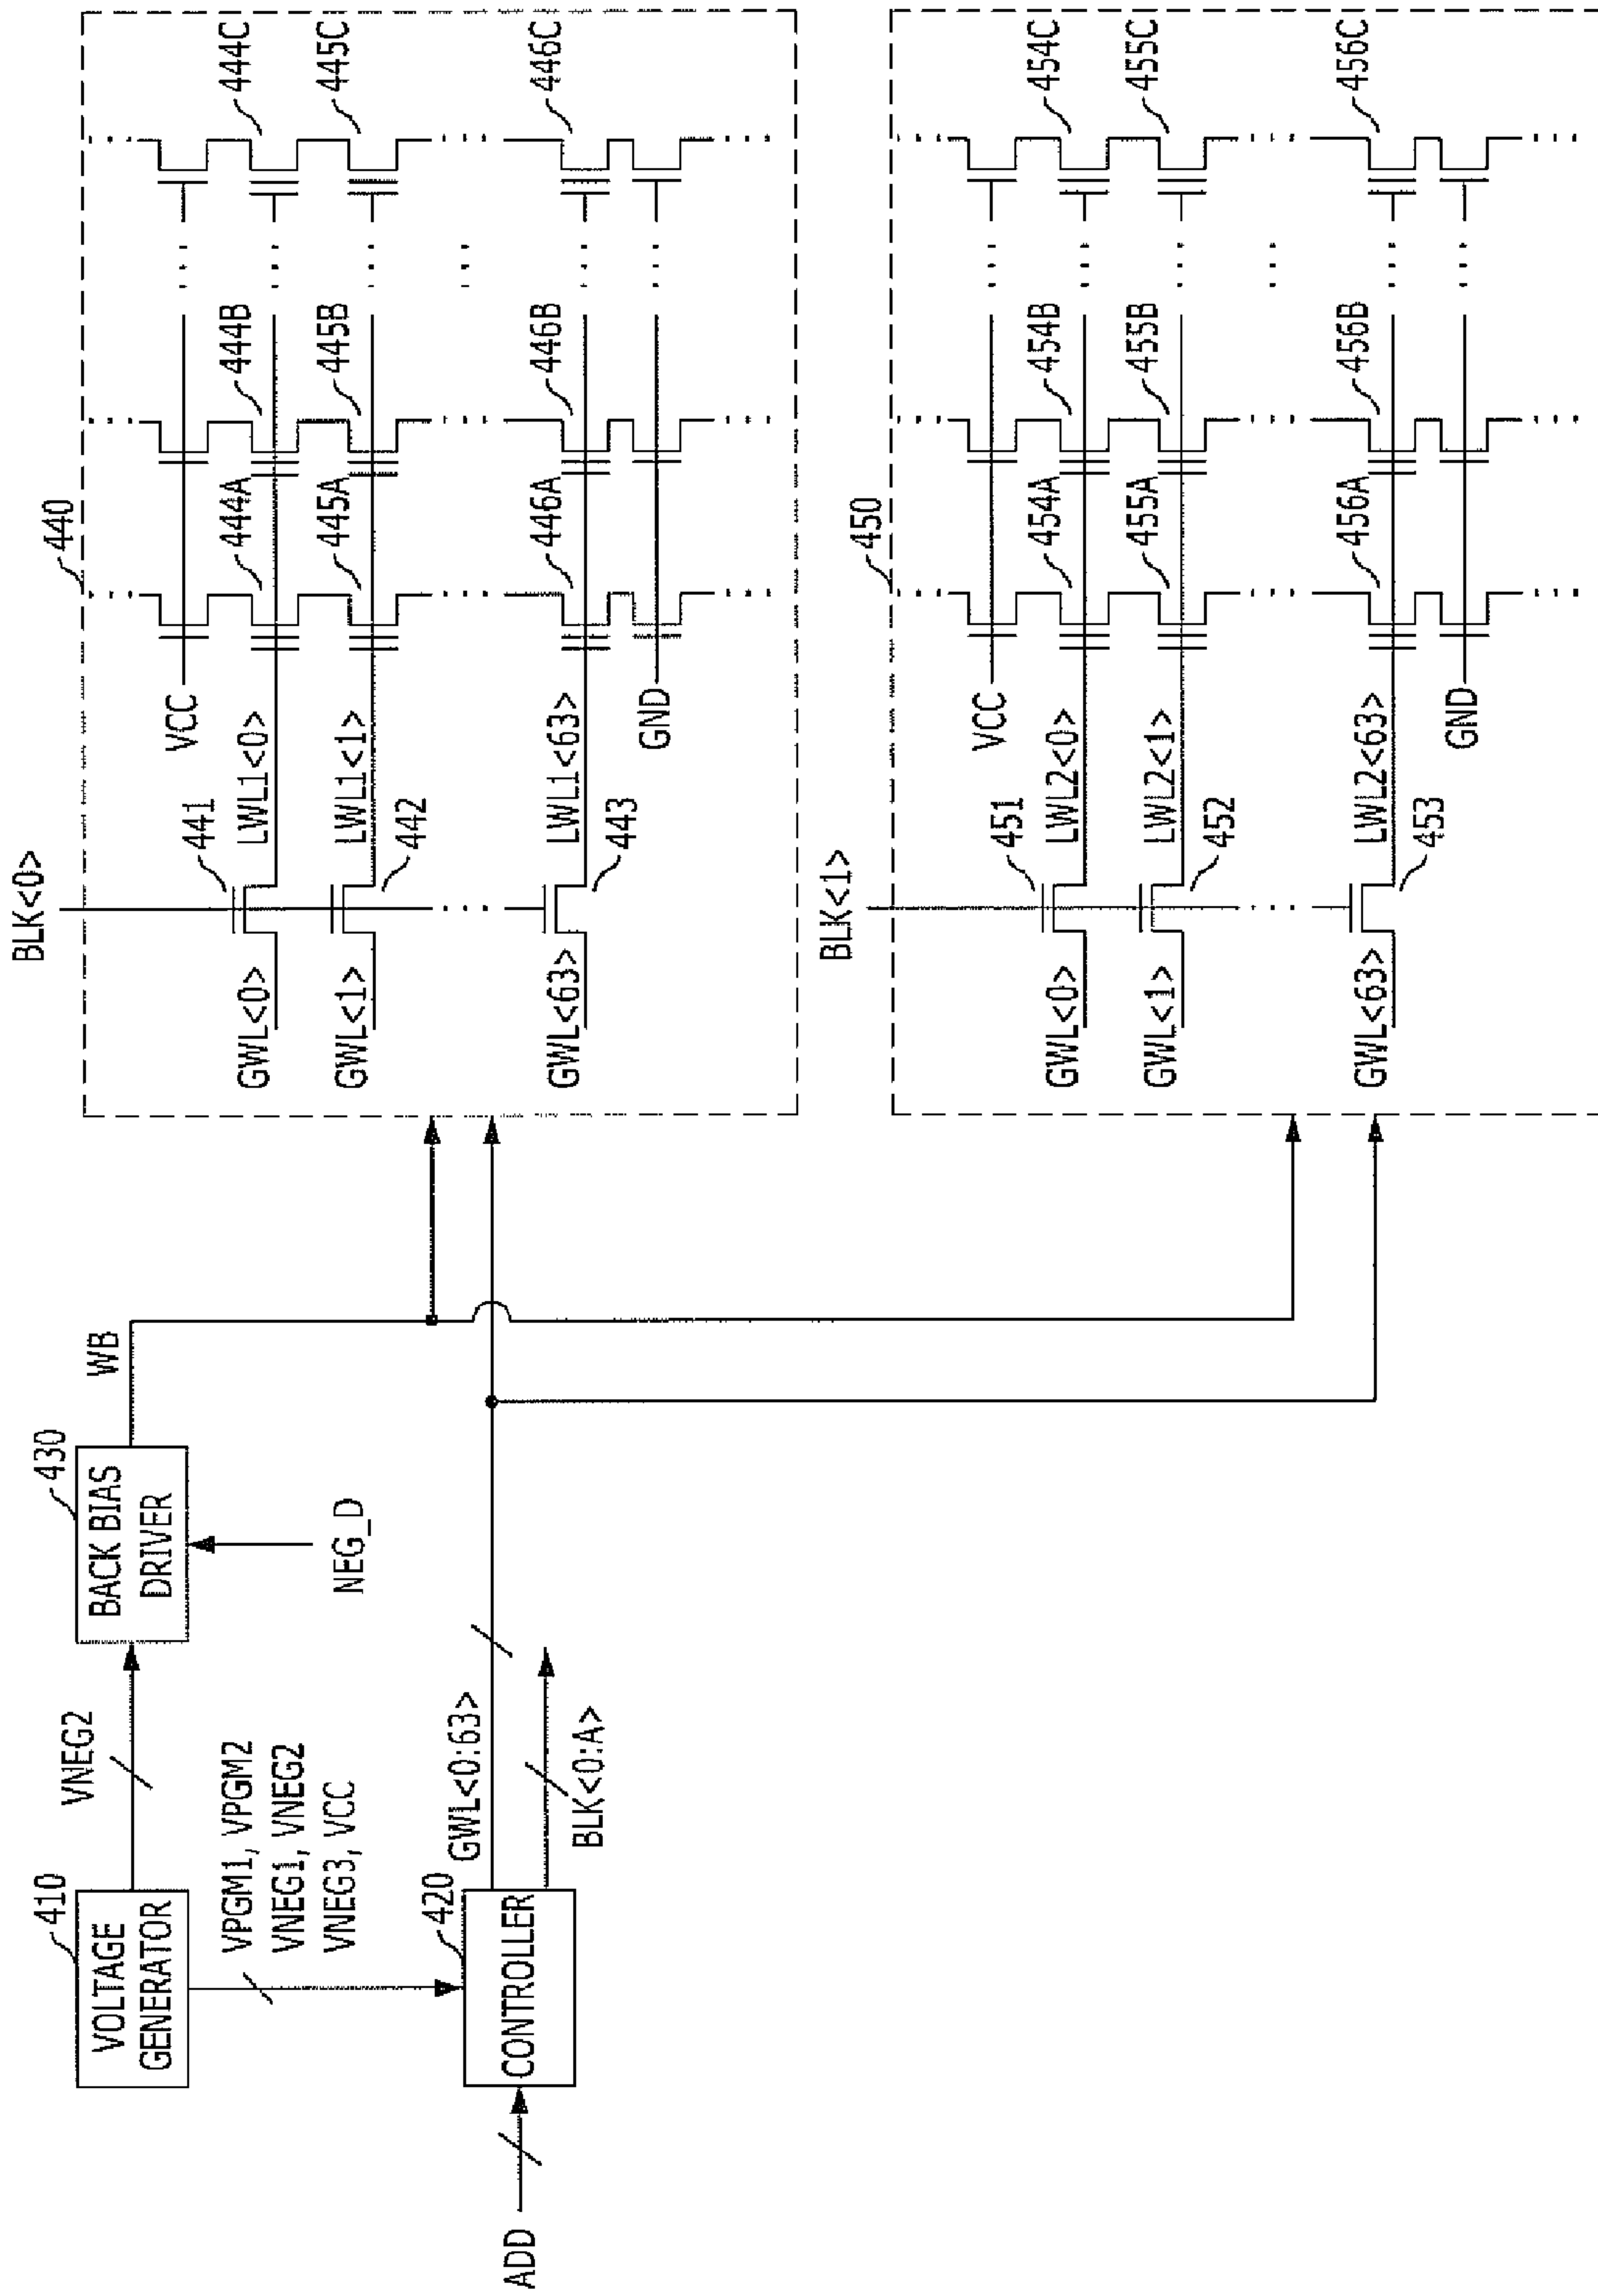 410
VOLTAGE
GENERATOR
VNEG2
430
BACK BIAS
DRIVER
WB
NEG_D
VPGM1, VPGM2
VNEG1, VNEG2
VNEG3, VCC
420
CONTROLLER
ADD
GWL<0:63>
BLK<0:A>
BLK<0>
440
441
VCC
444A
444B
444C
GWL<0>
LWL1<0>
445A
445B
445C
GWL<1>
LWL1<1>
442
446A
446B
446C
GWL<63>
LWL1<63>
443
GND
BLK<1>
450
451
VCC
454A
454B
454C
GWL<0>
LWL2<0>
455A
455B
455C
GWL<1>
LWL2<1>
452
456A
456B
456C
GWL<63>
LWL2<63>
453
GND